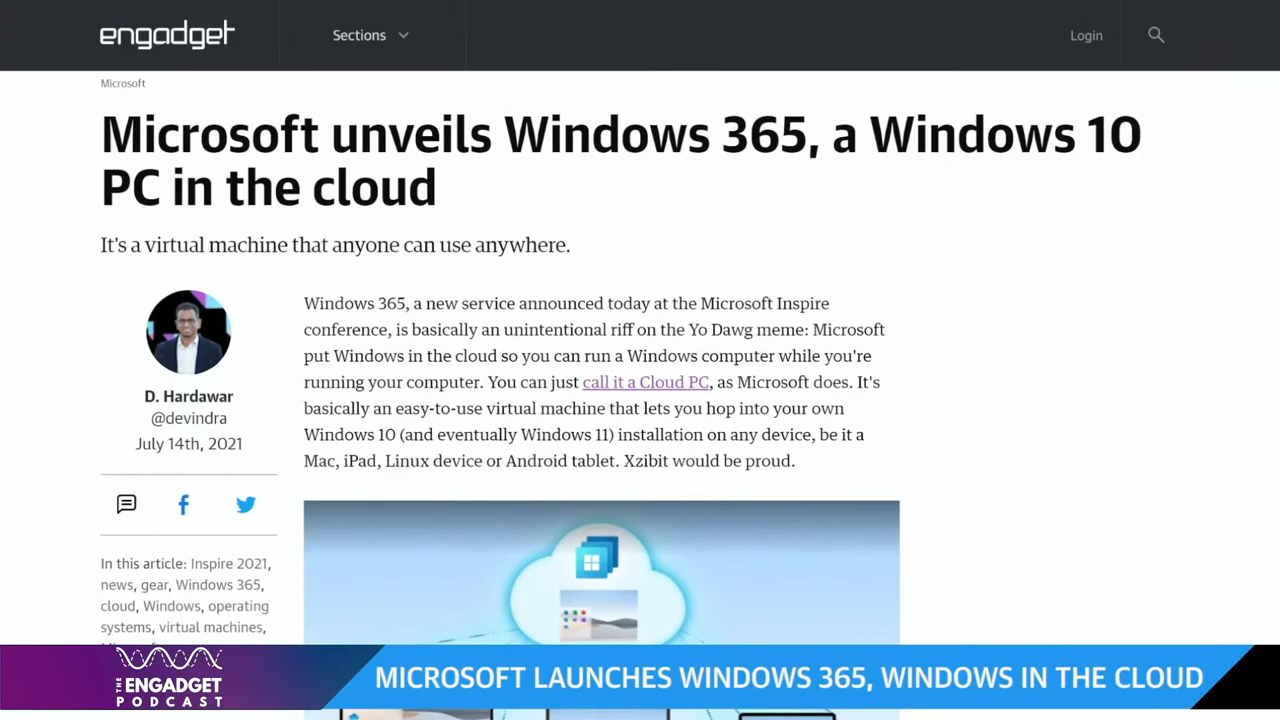 engadget
Sections
Login
Microsoft
Microsoft unveils Windows 365, a Windows 10
PC in the cloud
It's a virtual machine that anyone can use anywhere.
D. Hardawar
@devindra
July 14th, 2021
In this article: Inspire 2021,
news, gear, Windows 365,
cloud, Windows, operating
systems, virtual machines,
Windows 365, a new service announced today at the Microsoft Inspire
conference, is basically an unintentional riff on the Yo Dawg meme: Microsoft
put Windows in the cloud so you can run a Windows computer while you're
running your computer. You can just call it a Cloud PC, as Microsoft does. It's
basically an easy-to-use virtual machine that lets you hop into your own
Windows 10 (and eventually Windows 11) installation on any device, be it a
Mac, iPad, Linux device or Android tablet. Xzibit would be proud.
THE
ENGADGET
PODCAST
MICROSOFT LAUNCHES WINDOWS 365, WINDOWS IN THE CLOUD